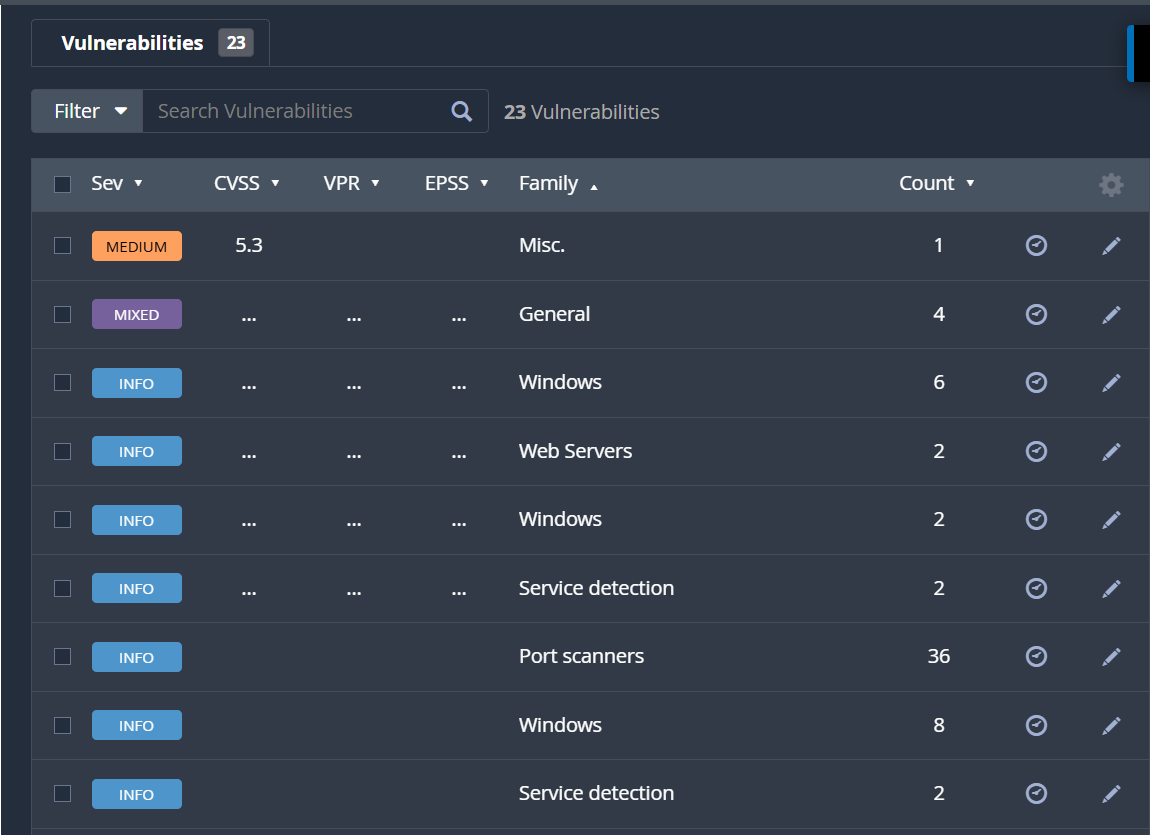 Vulnerabilities 23
Filter Search Vulnerabilities 23 Vulnerabilities
Sev CVSS VPR EPSS Family Count
MEDIUM 5.3 Misc. 1
MIXED ... ... ... General 4
INFO ... ... ... Windows 6
INFO ... ... ... Web Servers 2
INFO ... ... ... Windows 2
INFO ... ... ... Service detection 2
INFO Port scanners 36
INFO Windows 8
INFO Service detection 2